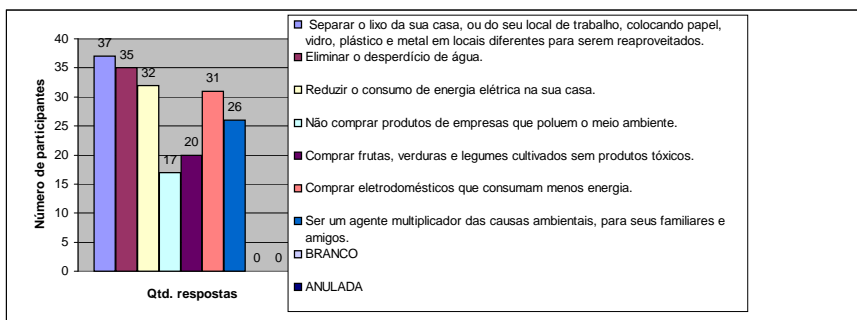 Número de participantes
40
35
30
25
20
15
10
5
0
37
35
32
17
20
31
26
0
0
Qtd. respostas
Separar o lixo da sua casa, ou do seu local de trabalho, colocando papel,
vidro, plástico e metal em locais diferentes para serem reaproveitados.
Eliminar o desperdício de água.
Reduzir o consumo de energia elétrica na sua casa.
Não comprar produtos de empresas que poluem o meio ambiente.
Comprar frutas, verduras e legumes cultivados sem produtos tóxicos.
Comprar eletrodomésticos que consumam menos energia.
Ser um agente multiplicador das causas ambientais, para seus familiares e
amigos.
BRANCO
ANULADA